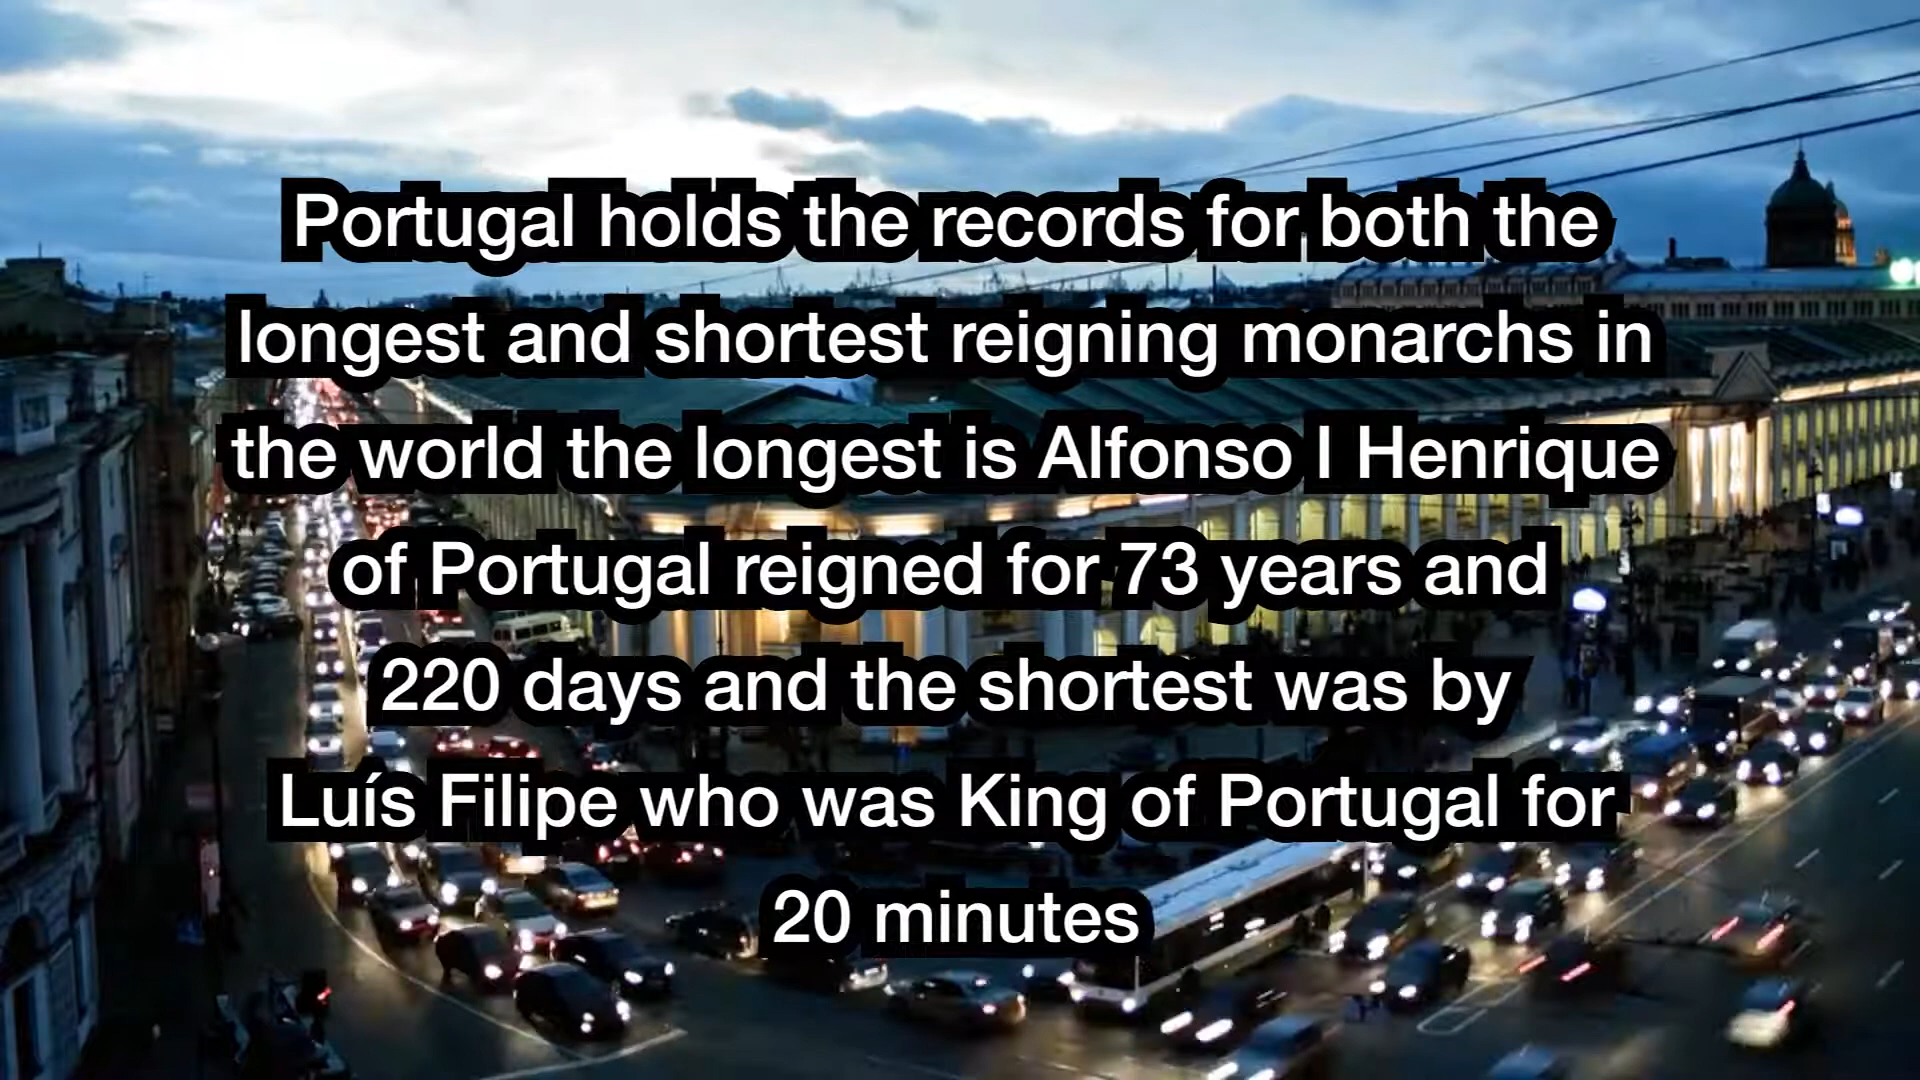 Portugal holds the records for both the
longest and shortest reigning monarchs in
the world the longest is Alfonso I Henrique
of Portugal reigned for 73 years and
220 days and the shortest was by
Luís Filipe who was King of Portugal for
20 minutes